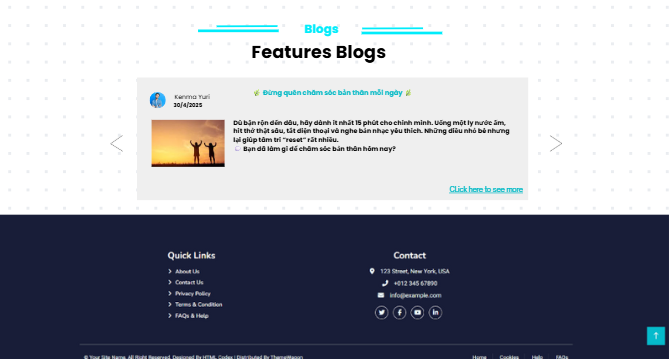 Blogs
Features Blogs
Kenma Yuri
30/4/2025
🌿 Đừng quên chăm sóc bản thân mỗi ngày 🌿
Dù bạn rộn đến đâu, hãy dành ít nhất 15 phút cho chính mình. Uống một ly nước ấm,
hít thở thật sâu, tắt điện thoại và nghe bản nhạc yêu thích. Những điều nhỏ bé nhưng
lại giúp tâm trí "reset" rất nhiều.
Bạn đã làm gì để chăm sóc bản thân hôm nay?
CLick here to see more
Quick Links
About Us
Contact Us
Privacy Policy
Terms & Condition
FAQs & Help
Contact
123 Street, New York, USA
+012 345 67890
info@example.com
© Your Site Name. All Right Reserved. Designed By HTML Codex | Distributed By ThemeWagon
Home Cookies Help FAQs